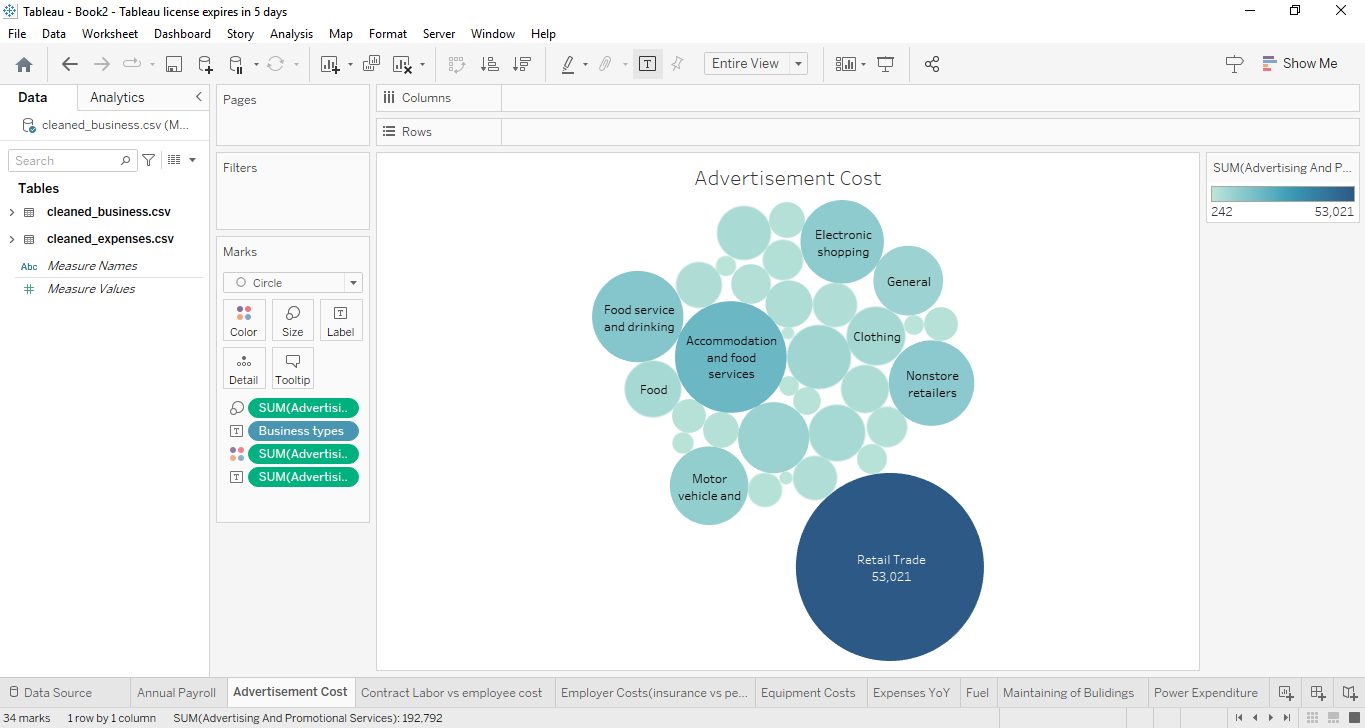 Tableau - Book2 - Tableau license expires in 5 days
File Data Worksheet Dashboard Story Analysis Map Format Server Window Help
Entire View
Show Me
Data Analytics
cleaned_business.csv (M...
Search
Tables
cleaned_business.csv
cleaned_expenses.csv
Abc Measure Names
# Measure Values
Pages
Filters
Marks
Circle
Color Size Label
Detail Tooltip
SUM(Advertisi..
Business types
SUM(Advertisi..
SUM(Advertisi..
Columns
Rows
Advertisement Cost
Electronic
shopping
General
Food service
and drinking
Accommodation
and food
services
Clothing
Food
Nonstore
retailers
Motor
vehicle and
Retail Trade
53,021
SUM(Advertising And P...
242 53,021
Data Source Annual Payroll Advertisement Cost Contract Labor vs employee cost Employer Costs(insurance vs pe... Equipment Costs Expenses YoY Fuel Maintaining of Bulidings Power Expenditure
34 marks 1 row by 1 column SUM(Advertising And Promotional Services): 192,792